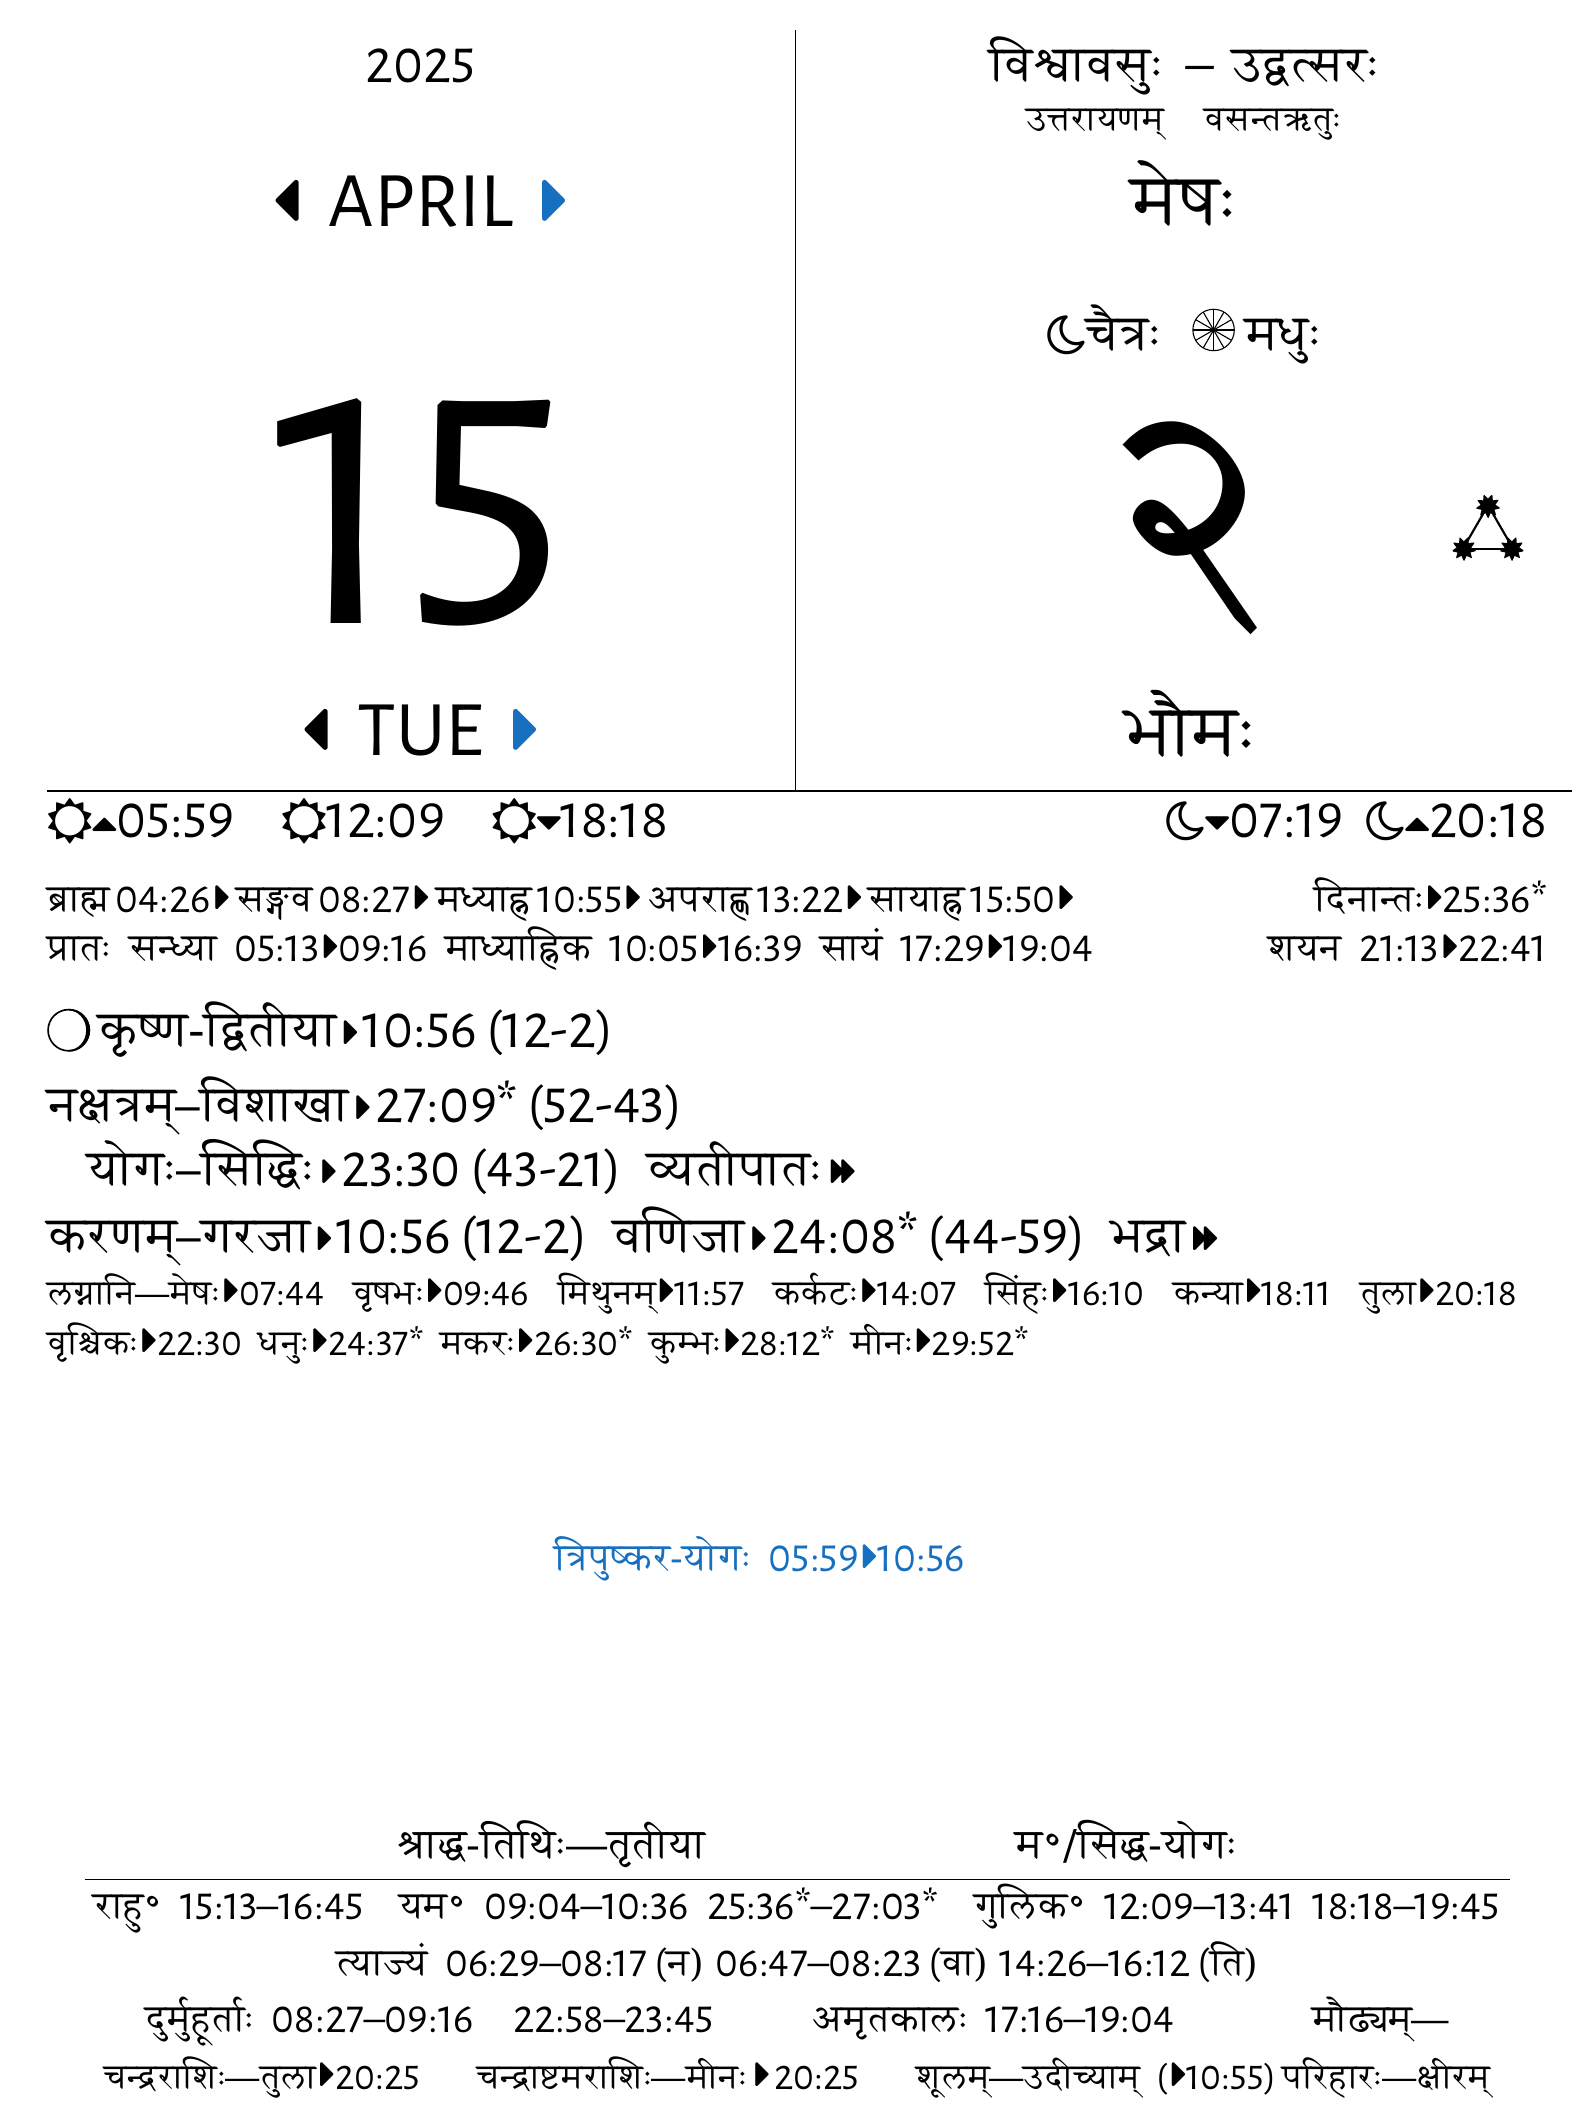 2025
APRIL
15
TUE
विश्वावसुः – उद्वत्सरः
उत्तरायणम् वसन्तऋतुः
मेषः
चैत्रः मधुः
२
भौमः
05:59 12:09 18:18 07:19 20:18
ब्राह्म 04:26 सङ्गव 08:27 मध्याह्न 10:55 अपराह्ण 13:22 सायाह्न 15:50 दिनान्तः 25:36*
प्रातः सन्ध्या 05:13 09:16 माध्याह्निक 10:05 16:39 सायं 17:29 19:04 शयन 21:13 22:41
कृष्ण-द्वितीया 10:56 (12-2)
नक्षत्रम्–विशाखा 27:09* (52-43)
योगः–सिद्धिः 23:30 (43-21) व्यतीपातः
करणम्–गरजा 10:56 (12-2) वणिजा 24:08* (44-59) भद्रा
लग्नानि—मेषः 07:44 वृषभः 09:46 मिथुनम् 11:57 कर्कटः 14:07 सिंहः 16:10 कन्या 18:11 तुला 20:18
वृश्चिकः 22:30 धनुः 24:37* मकरः 26:30* कुम्भः 28:12* मीनः 29:52*
त्रिपुष्कर-योगः 05:59 10:56
श्राद्ध-तिथिः—तृतीया म॰/सिद्ध-योगः
राहु॰ 15:13–16:45 यम॰ 09:04–10:36 25:36*–27:03* गुलिक॰ 12:09–13:41 18:18–19:45
त्याज्यं 06:29–08:17 (न) 06:47–08:23 (वा) 14:26–16:12 (ति)
दुर्मुहूर्ताः 08:27–09:16 22:58–23:45 अमृतकालः 17:16–19:04 मौढ्यम्—
चन्द्रराशिः—तुला 20:25 चन्द्राष्टमराशिः—मीनः 20:25 शूलम्—उदीच्याम् ( 10:55) परिहारः—क्षीरम्